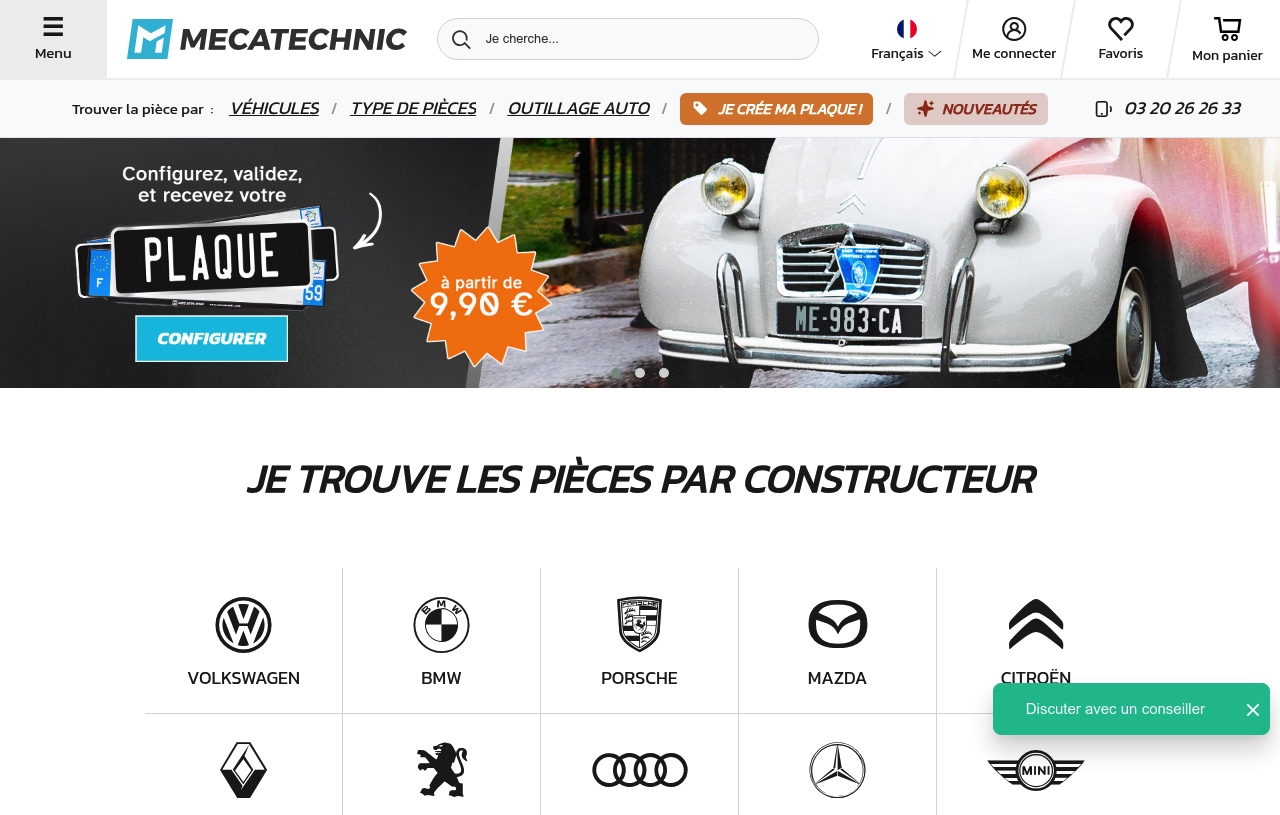 Menu
MECATECHNIC
Je cherche...
Français
Me connecter
Favoris
Mon panier
Trouver la pièce par :
VÉHICULES / TYPE DE PIÈCES / OUTILLAGE AUTO / JE CRÉE MA PLAQUE ! / NOUVEAUTÉS
03 20 26 26 33
Configurez, validez,
et recevez votre
PLAQUE
F
59
MECATECHNIC
CONFIGURER
à partir de
9,90 €
ME-983-CA
JE TROUVE LES PIÈCES PAR CONSTRUCTEUR
BMW
PORSCHE
VOLKSWAGEN
BMW
PORSCHE
MAZDA
CITROËN
Discuter avec un conseiller
MINI